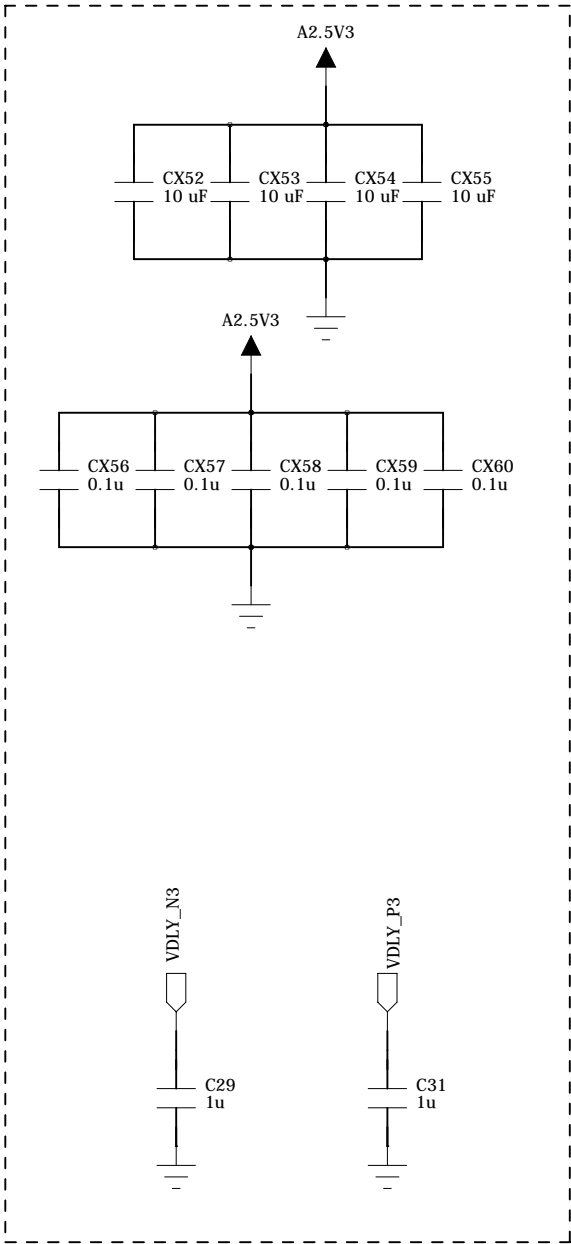 A2.5V3
CX52 CX53 CX54 CX55
10 uF 10 uF 10 uF 10 uF
A2.5V3
CX56 CX57 CX58 CX59 CX60
0.1u 0.1u 0.1u 0.1u 0.1u
VDLY_N3
VDLY_P3
C29 C31
1u 1u